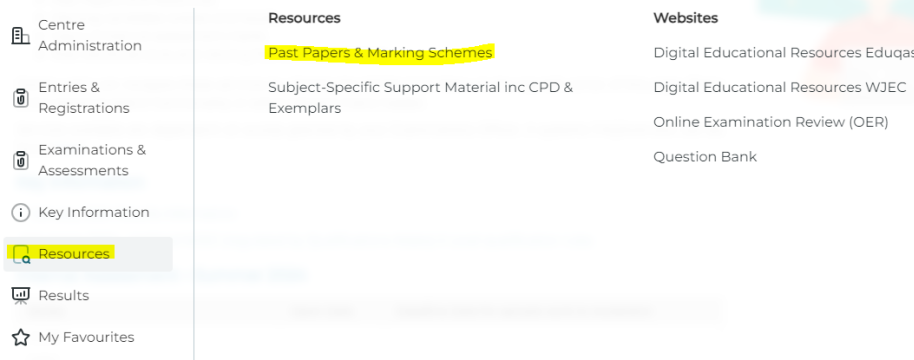 Centre
Administration
Entries &
Registrations
Examinations &
Assessments
Key Information
Resources
Results
My Favourites
Resources
Past Papers & Marking Schemes
Subject-Specific Support Material inc CPD &
Exemplars
Websites
Digital Educational Resources Eduqas
Digital Educational Resources WJEC
Online Examination Review (OER)
Question Bank